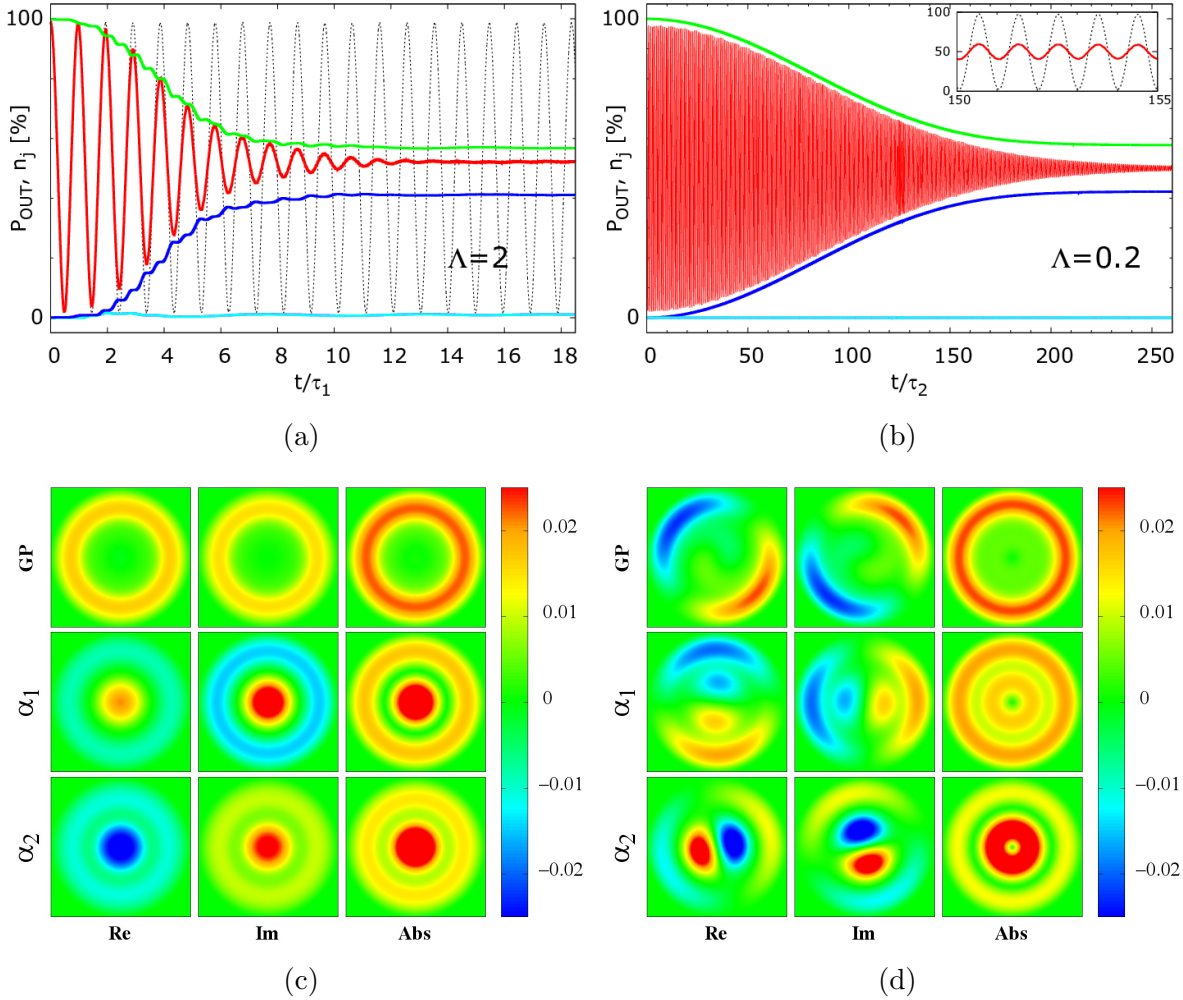 P_OUT, n_j [%]
100
0
Λ=2
0 2 4 6 8 10 12 14 16 18
t/τ_1
(a)
P_OUT, n_j [%]
100
0
100
50
0
150 155
Λ=0.2
0 50 100 150 200 250
t/τ_2
(b)
GP
α_1
α_2
Re Im Abs
0.02
0.01
0
−0.01
−0.02
(c)
GP
α_1
α_2
Re Im Abs
0.02
0.01
0
−0.01
−0.02
(d)